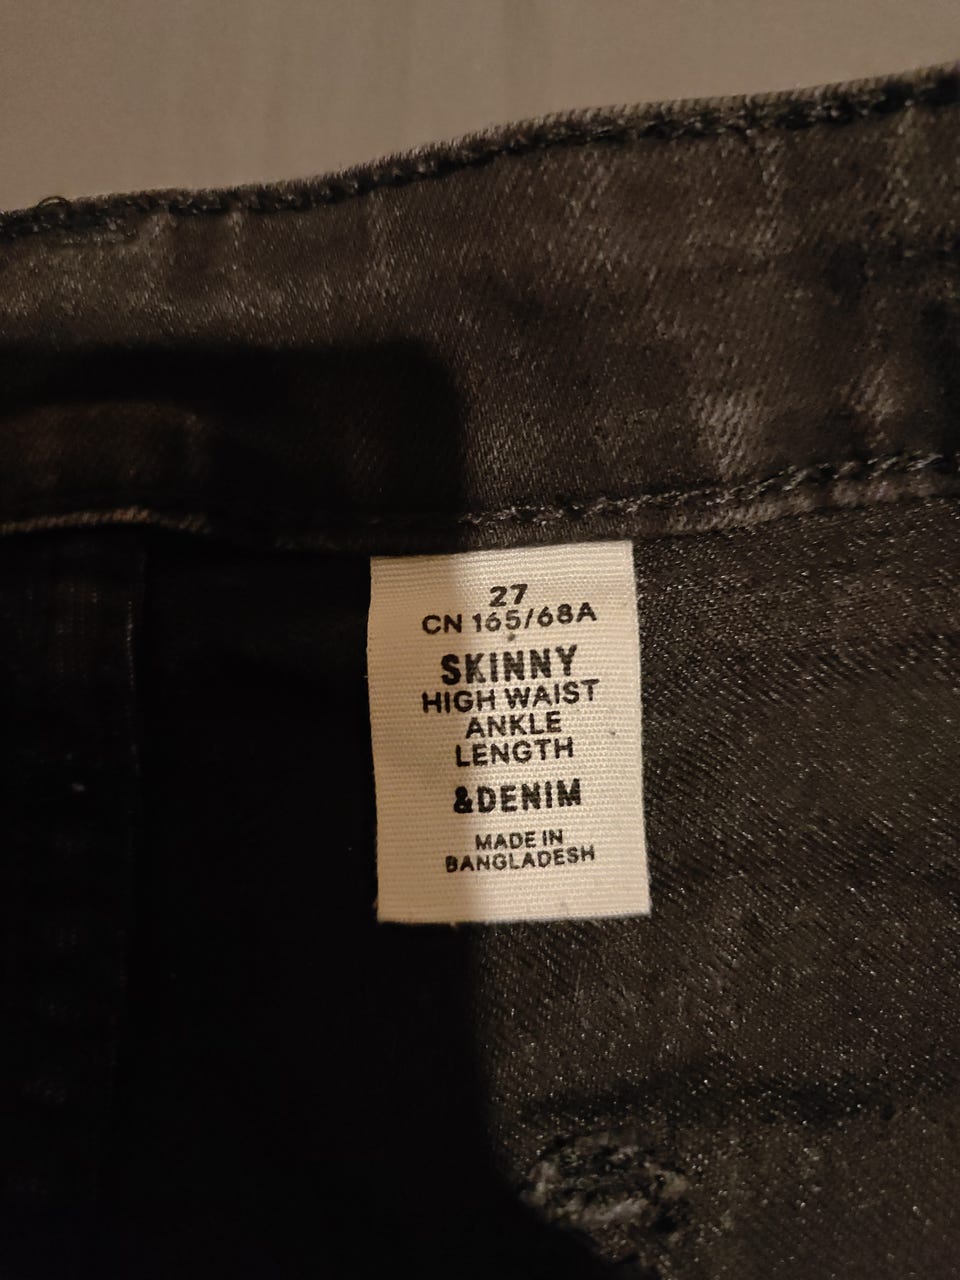 27
CN 165/68A
SKINNY
HIGH WAIST
ANKLE
LENGTH
&DENIM
MADE IN
BANGLADESH